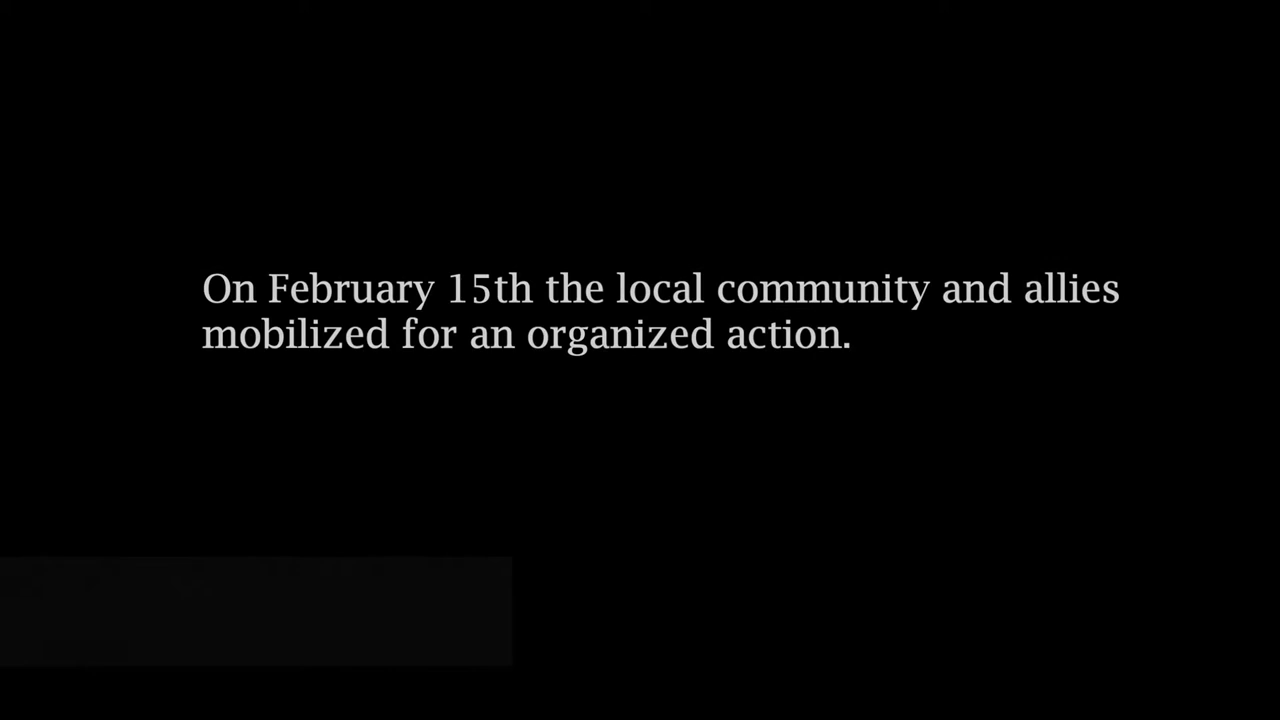 On February 15th the local community and allies
mobilized for an organized action.